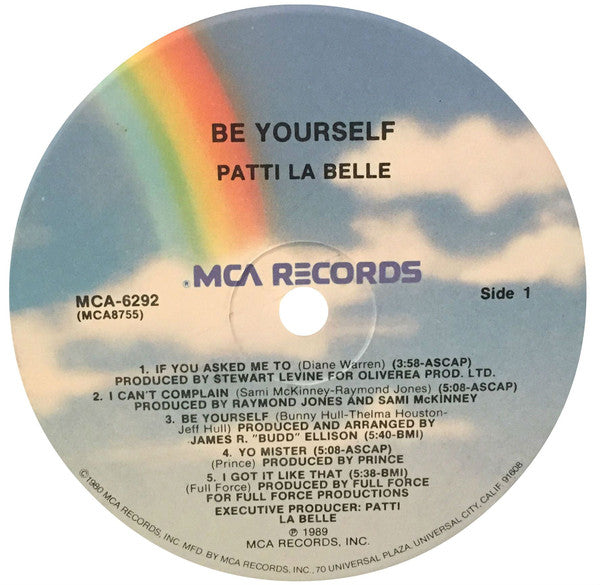 BE YOURSELF
PATTI LA BELLE
℗ MCA RECORDS
MCA-6292
(MCA8755)
Side 1
1. IF YOU ASKED ME TO (Diane Warren) (3:58-ASCAP)
PRODUCED BY STEWART LEVINE FOR OLIVEREA PROD. LTD.
2. I CAN'T COMPLAIN (Sami McKinney-Raymond Jones) (5:08-ASCAP)
PRODUCED BY RAYMOND JONES AND SAMI McKINNEY
3. BE YOURSELF (Bunny Hull-Thelma Houston-
Jeff Hull) PRODUCED AND ARRANGED BY
JAMES R. "BUDD" ELLISON (5:40-BMI)
4. YO MISTER (5:08-ASCAP)
(Prince) PRODUCED BY PRINCE
5. I GOT IT LIKE THAT (5:38-BMI)
(Full Force) PRODUCED BY FULL FORCE
FOR FULL FORCE PRODUCTIONS
EXECUTIVE PRODUCER: PATTI
LA BELLE
℗ 1989
MCA RECORDS, INC.
©1980 MCA RECORDS, INC. MFD. BY MCA RECORDS, INC., 70 UNIVERSAL PLAZA, UNIVERSAL CITY, CALIF. 91608